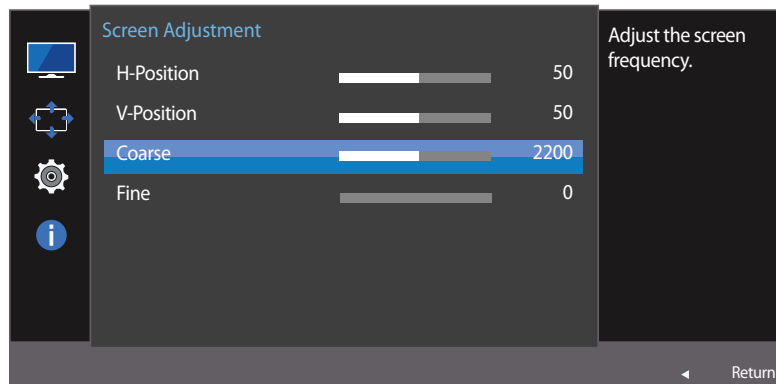 Screen Adjustment
H-Position 50
V-Position 50
Coarse 2200
Fine 0
Adjust the screen
frequency.
Return